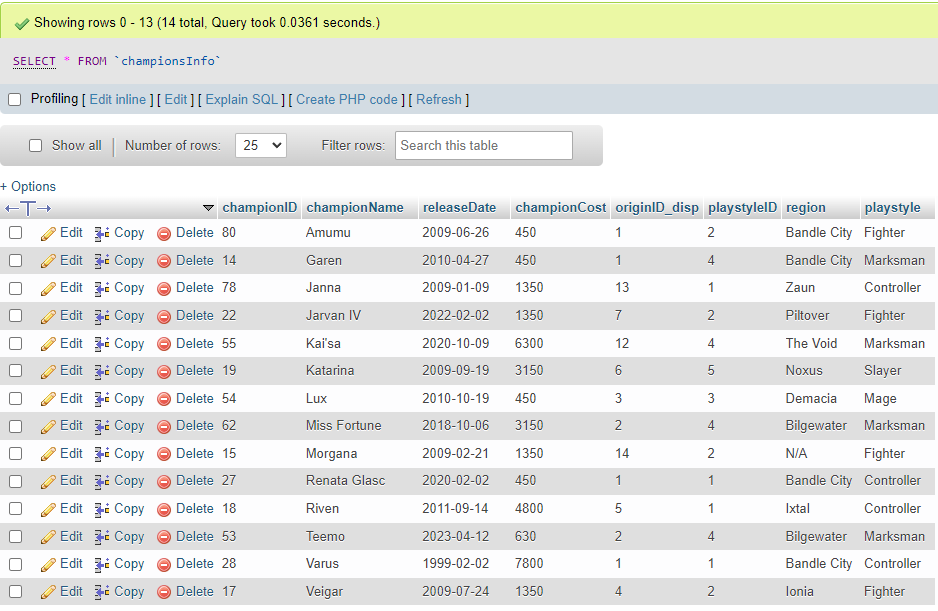 Showing rows 0 - 13 (14 total, Query took 0.0361 seconds.)
SELECT * FROM `championsInfo`
Profiling [ Edit inline ] [ Edit ] [ Explain SQL ] [ Create PHP code ] [ Refresh ]
Show all Number of rows: 25 Filter rows: Search this table
+ Options
championID championName releaseDate championCost originID_disp playstyleID region playstyle
Edit Copy Delete 80 Amumu 2009-06-26 450 1 2 Bandle City Fighter
Edit Copy Delete 14 Garen 2010-04-27 450 1 4 Bandle City Marksman
Edit Copy Delete 78 Janna 2009-01-09 1350 13 1 Zaun Controller
Edit Copy Delete 22 Jarvan IV 2022-02-02 1350 7 2 Piltover Fighter
Edit Copy Delete 55 Kai'sa 2020-10-09 6300 12 4 The Void Marksman
Edit Copy Delete 19 Katarina 2009-09-19 3150 6 5 Noxus Slayer
Edit Copy Delete 54 Lux 2010-10-19 450 3 3 Demacia Mage
Edit Copy Delete 62 Miss Fortune 2018-10-06 3150 2 4 Bilgewater Marksman
Edit Copy Delete 15 Morgana 2009-02-21 1350 14 2 N/A Fighter
Edit Copy Delete 27 Renata Glasc 2020-02-02 450 1 1 Bandle City Controller
Edit Copy Delete 18 Riven 2011-09-14 4800 5 1 Ixtal Controller
Edit Copy Delete 53 Teemo 2023-04-12 630 2 4 Bilgewater Marksman
Edit Copy Delete 28 Varus 1999-02-02 7800 1 1 Bandle City Controller
Edit Copy Delete 17 Veigar 2009-07-24 1350 4 2 Ionia Fighter